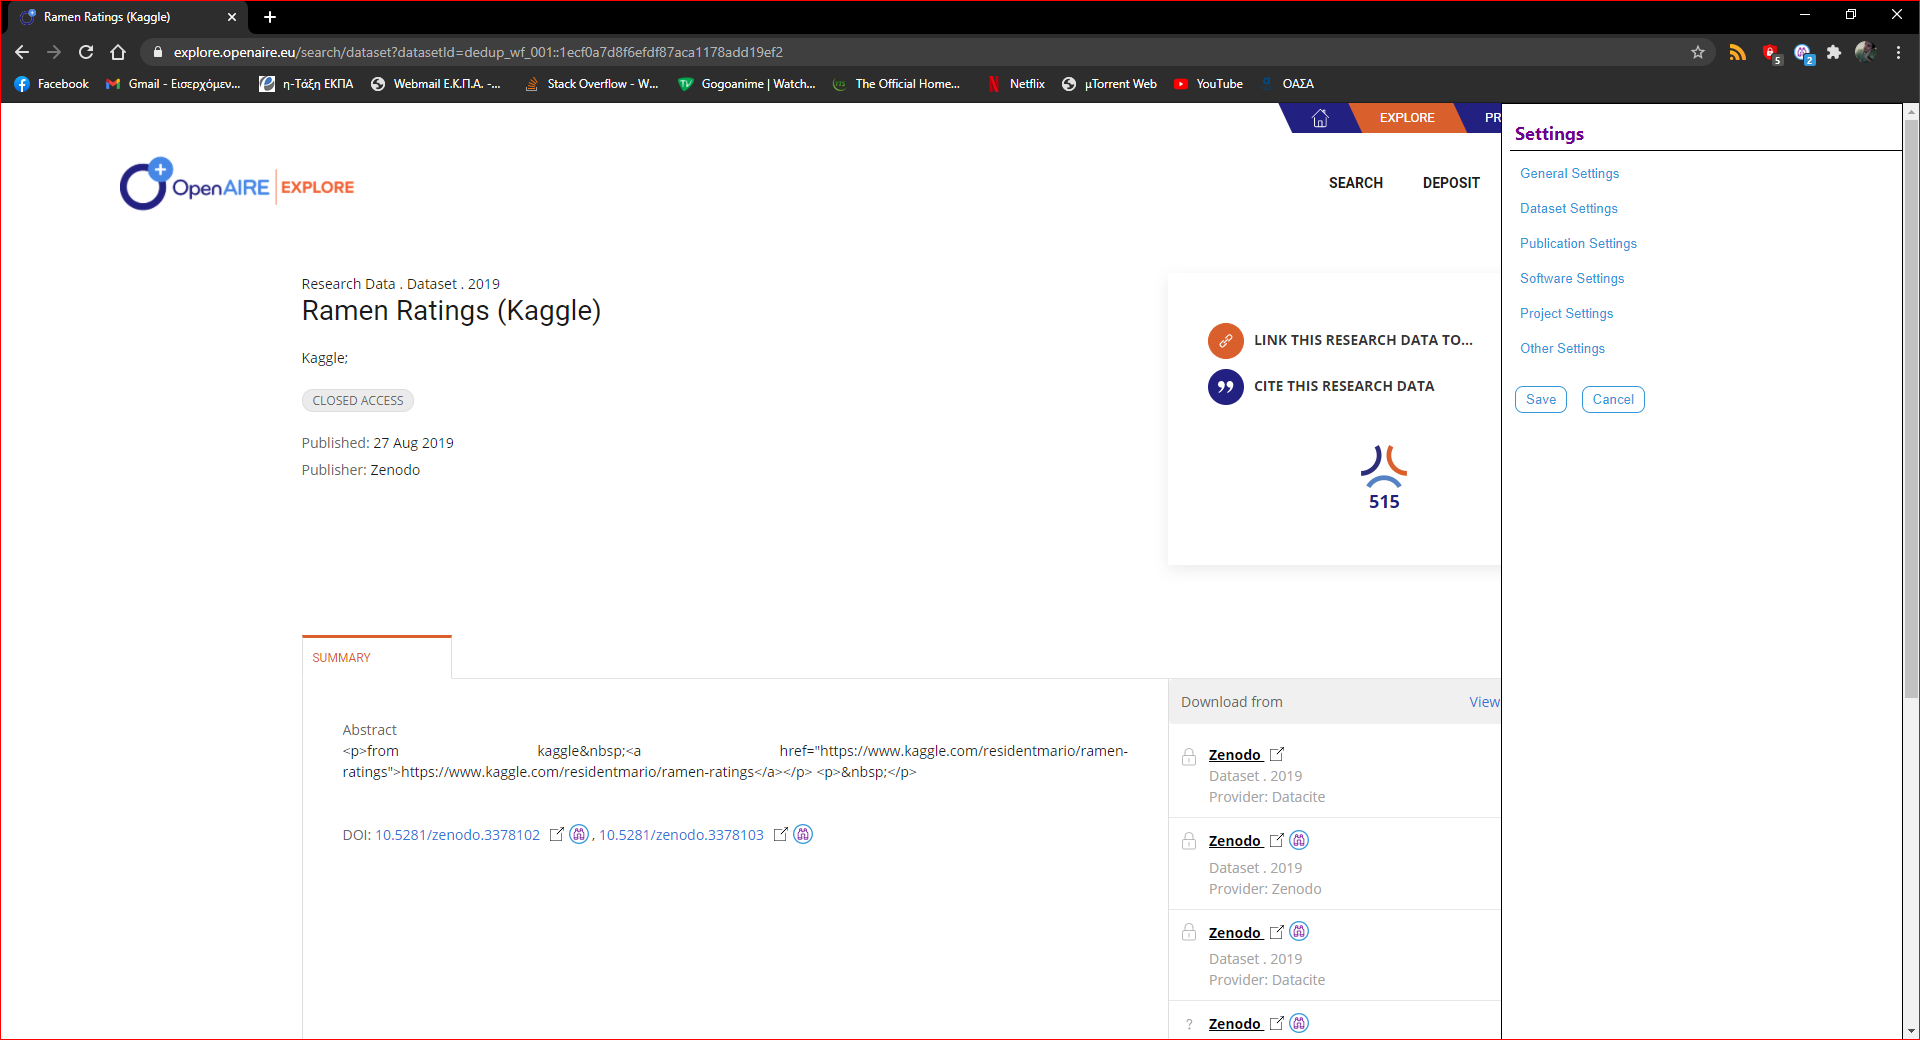 Ramen Ratings (Kaggle)
explore.openaire.eu/search/dataset?datasetId=dedup_wf_001::1ecf0a7d8f6efdf87aca1178add19ef2
5
2
Facebook
Gmail - Εισερχόμεν...
η-Τάξη ΕΚΠΑ
Webmail Ε.Κ.Π.Α. -...
Stack Overflow - W...
Gogoanime | Watch...
The Official Home...
Netflix
μTorrent Web
YouTube
ΟΑΣΑ
EXPLORE
PR
OpenAIRE | EXPLORE
SEARCH
DEPOSIT
Research Data . Dataset . 2019
Ramen Ratings (Kaggle)
Kaggle;
CLOSED ACCESS
Published: 27 Aug 2019
Publisher: Zenodo
LINK THIS RESEARCH DATA TO...
CITE THIS RESEARCH DATA
515
SUMMARY
Abstract
<p>from kaggle&nbsp;<a href="https://www.kaggle.com/residentmario/ramen-
ratings">https://www.kaggle.com/residentmario/ramen-ratings</a></p> <p>&nbsp;</p>
DOI: 10.5281/zenodo.3378102 , 10.5281/zenodo.3378103
Download from
View
Zenodo
Dataset . 2019
Provider: Datacite
Zenodo
Dataset . 2019
Provider: Zenodo
Zenodo
Dataset . 2019
Provider: Datacite
? Zenodo
Settings
General Settings
Dataset Settings
Publication Settings
Software Settings
Project Settings
Other Settings
Save
Cancel